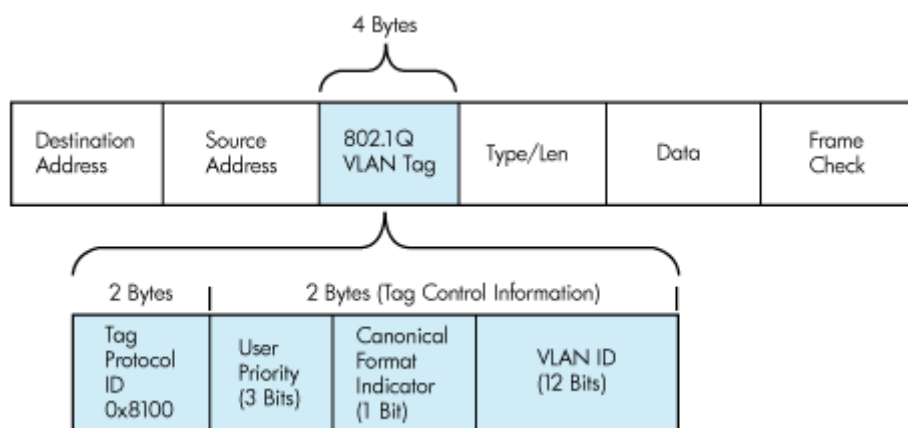 4 Bytes
Destination Address
Source Address
802.1Q VLAN Tag
Type/Len
Data
Frame Check
2 Bytes
2 Bytes (Tag Control Information)
Tag Protocol ID 0x8100
User Priority (3 Bits)
Canonical Format Indicator (1 Bit)
VLAN ID (12 Bits)